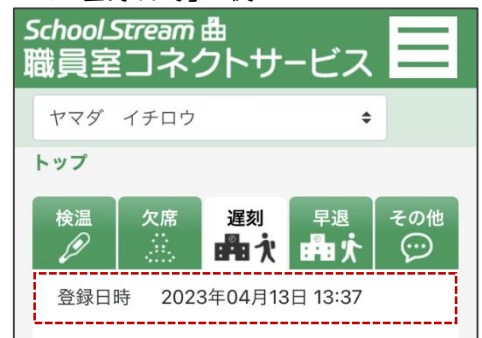 School Stream
職員室コネクトサービス
ヤマダ イチロウ
トップ
検温 欠席 遅刻 早退 その他
登録日時 2023年04月13日 13:37